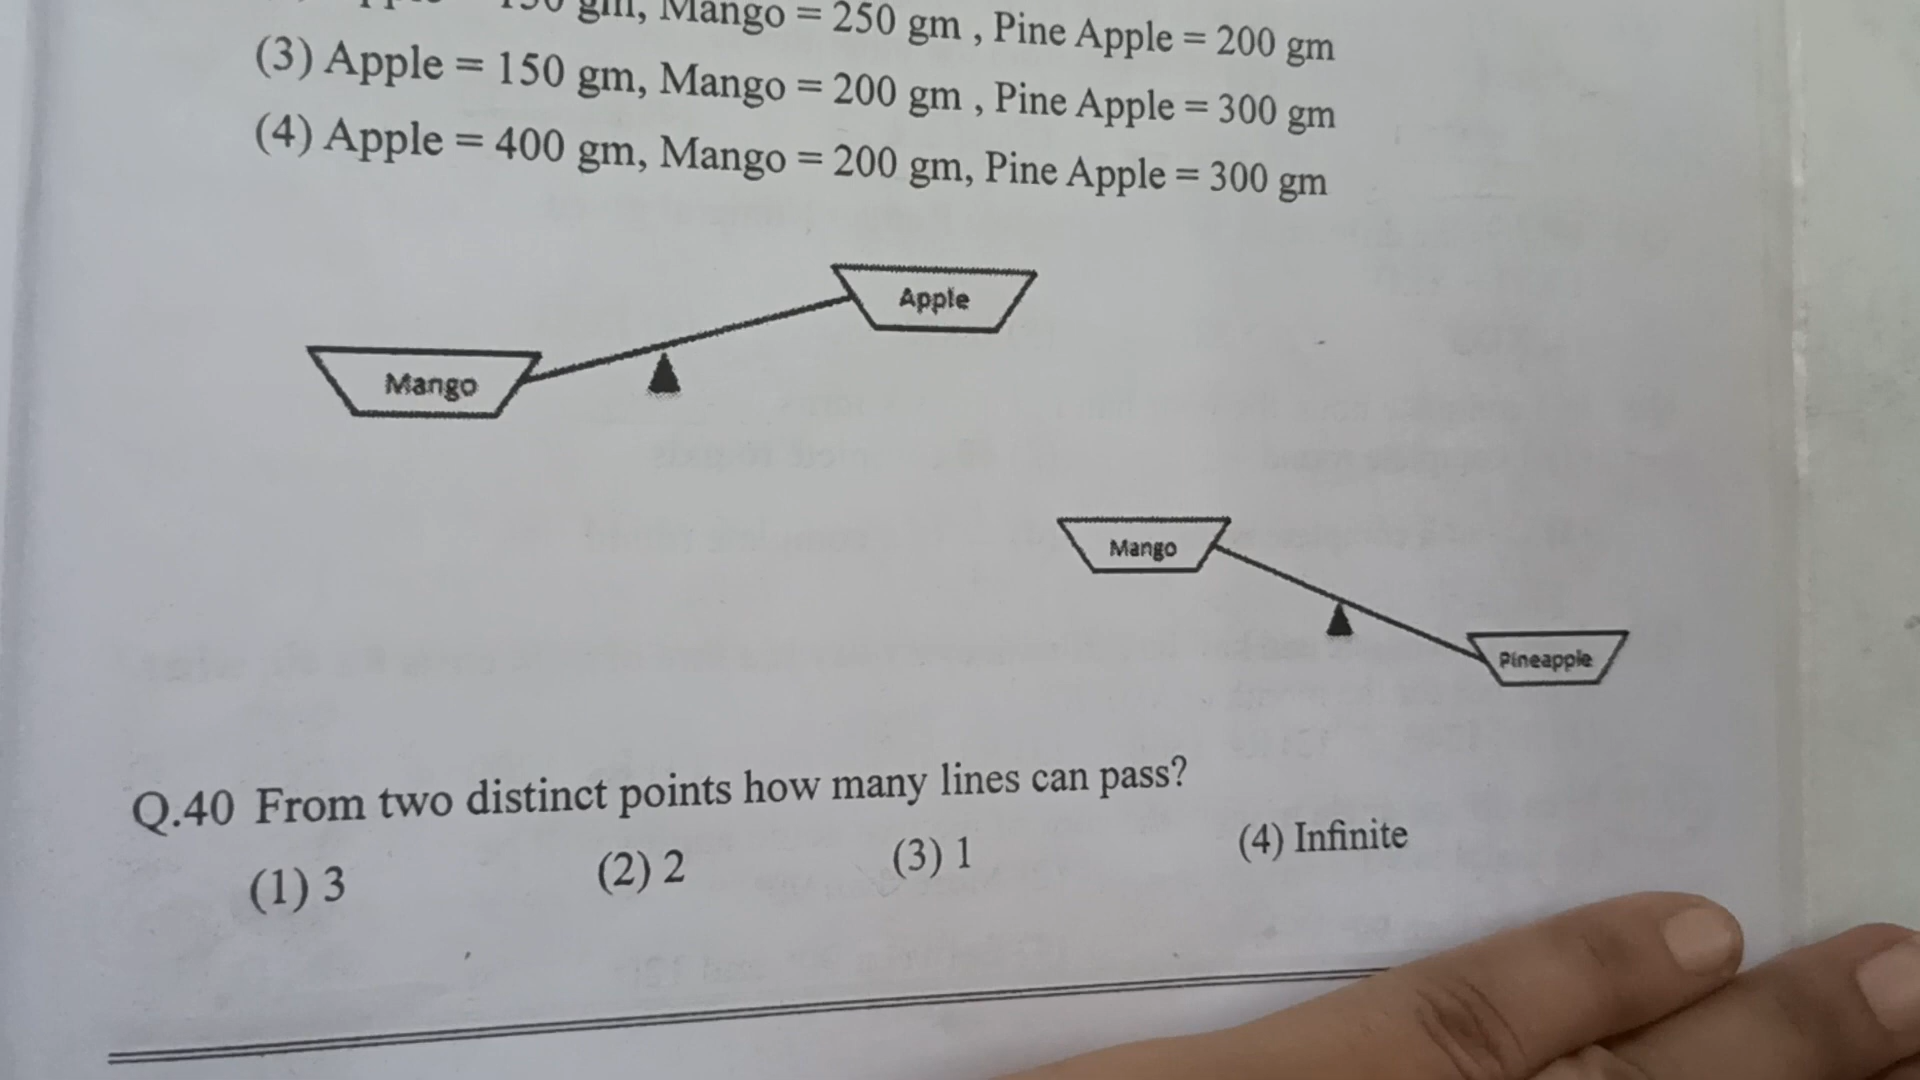 gm, Mango = 250 gm , Pine Apple = 200 gm
(3) Apple = 150 gm, Mango = 200 gm , Pine Apple = 300 gm
(4) Apple = 400 gm, Mango = 200 gm, Pine Apple = 300 gm
Apple
Mango
Mango
Pineapple
Q.40 From two distinct points how many lines can pass?
(1) 3 (2) 2 (3) 1 (4) Infinite